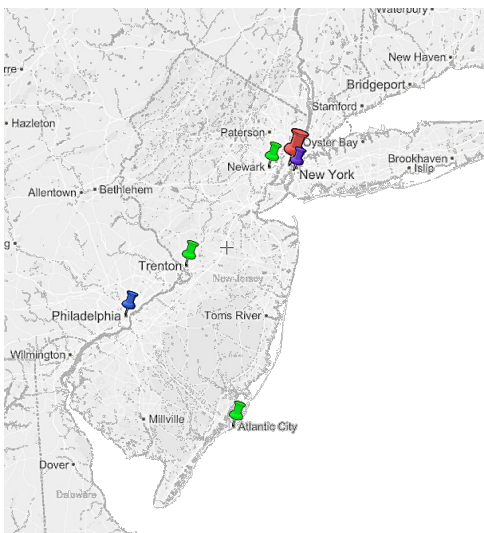 Waterbury
New Haven
rre
Bridgeport
Stamford
Hazleton
Paterson
Oyster Bay
Brookhaven
Newark
Islip
New York
Allentown
Bethlehem
g
Trenton
New Jersey
Philadelphia
Toms River
Wilmington
Millville
Atlantic City
Dover
Delaware